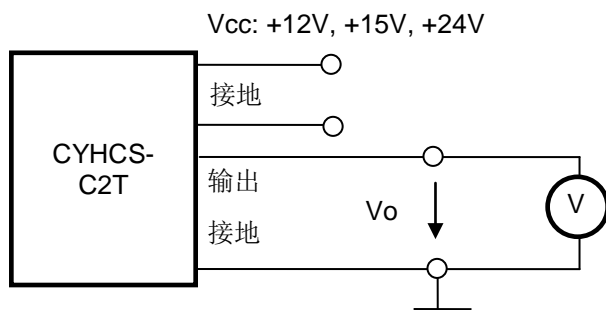 Vcc: +12V, +15V, +24V
接地
CYHCS-
C2T
输出
Vo
V
接地